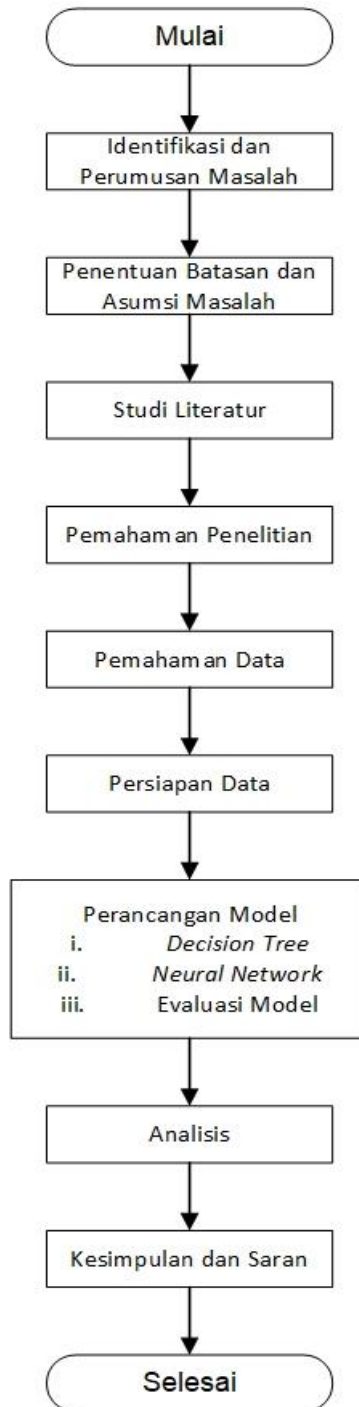 Mulai
Identifikasi dan
Perumusan Masalah
Penentuan Batasan dan
Asumsi Masalah
Studi Literatur
Pemahaman Penelitian
Pemahaman Data
Persiapan Data
Perancangan Model
i. Decision Tree
ii. Neural Network
iii. Evaluasi Model
Analisis
Kesimpulan dan Saran
Selesai